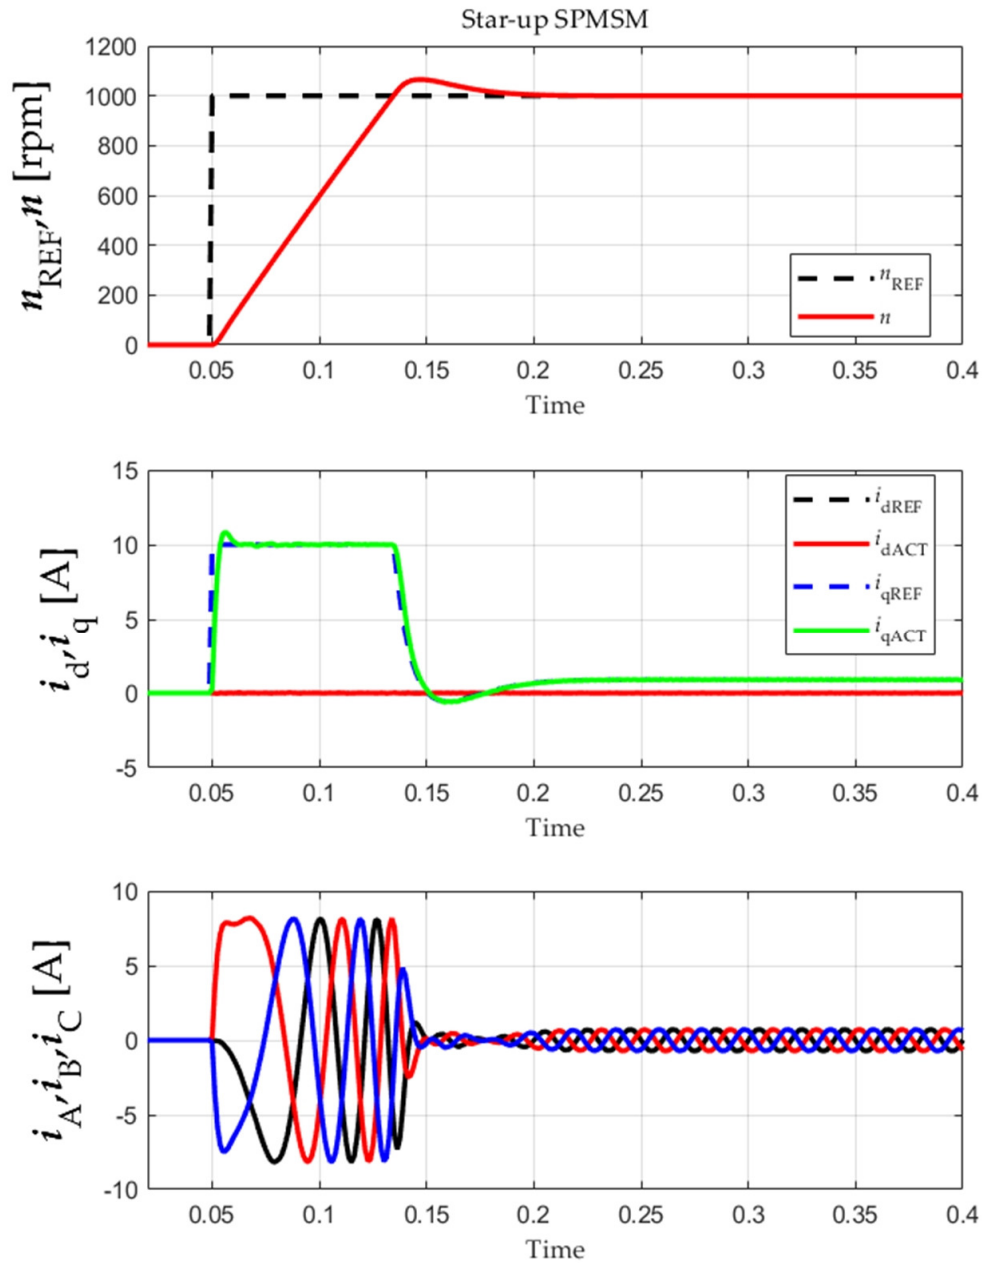 Star-up SPMSM
1200
1000
800
600
400
200
0
n_REF, n [rpm]
n_REF
n
0.05 0.1 0.15 0.2 0.25 0.3 0.35 0.4
Time
15
10
5
0
-5
i_d, i_q [A]
i_dREF
i_dACT
i_qREF
i_qACT
0.05 0.1 0.15 0.2 0.25 0.3 0.35 0.4
Time
10
5
0
-5
-10
i_A, i_B, i_C [A]
0.05 0.1 0.15 0.2 0.25 0.3 0.35 0.4
Time